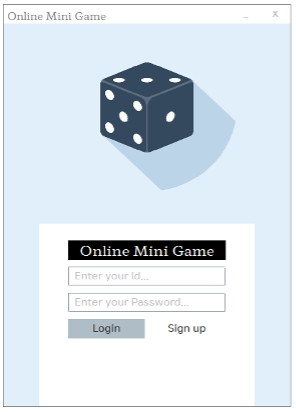 Online Mini Game
_ X
Online Mini Game
Enter your Id...
Enter your Password...
LogIn
Sign up